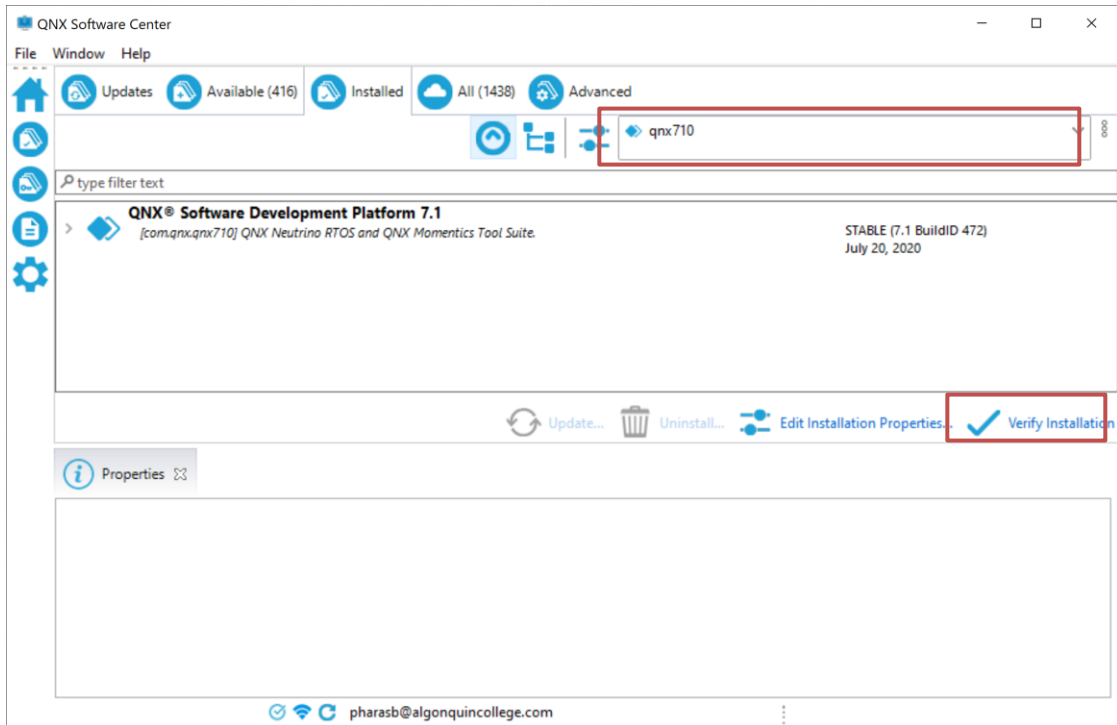 QNX Software Center
File Window Help
Updates Available (416) Installed All (1438) Advanced
qnx710
type filter text
QNX® Software Development Platform 7.1
[com.qnx.qnx710] QNX Neutrino RTOS and QNX Momentics Tool Suite.
STABLE (7.1 BuildID 472)
July 20, 2020
Update... Uninstall... Edit Installation Properties... Verify Installation
Properties
pharasb@algonquincollege.com